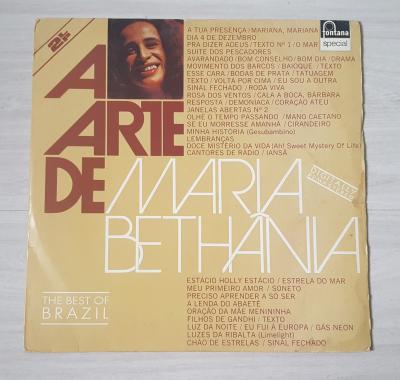 2 LPs
fontana
special
A TUA PRESENÇA / MARIANA, MARIANA
DIA 4 DE DEZEMBRO
PRA DIZER ADEUS / TEXTO Nº 1 / O MAR
SUITE DOS PESCADORES
AVARANDADO / BOM CONSELHO / BOM DIA / DRAMA
MOVIMENTO DOS BARCOS / BAIOQUE / TEXTO
ESSE CARA / BODAS DE PRATA / TATUAGEM
TEXTO / VOLTA POR CIMA / EU SOU A OUTRA
SINAL FECHADO / RODA VIVA
ROSA DOS VENTOS / CALA A BOCA, BÁRBARA
RESPOSTA / DEMONÍACA / CORAÇÃO ATEU
JANELAS ABERTAS Nº 2
OLHE O TEMPO PASSANDO / MANO CAETANO
SE EU MORRESSE AMANHÃ / CIRANDEIRO
MINHA HISTORIA (Gesubambino)
LEMBRANÇAS
DOCE MISTÉRIO DA VIDA (Ah! Sweet Mystery Of Life)
CANTORES DE RADIO / IANSÃ
A
ARTE
DE
MARIA
BETHÂNIA
DIGITALLY
REMASTERED
THE BEST OF
BRAZIL
ESTÁCIO HOLLY ESTÁCIO / ESTRELA DO MAR
MEU PRIMEIRO AMOR / SONETO
PRECISO APRENDER A SÓ SER
A LENDA DO ABAETÉ
ORAÇÃO DA MÃE MENININHA
FILHOS DE GANDHI / TEXTO
LUZ DA NOITE / EU FUI À EUROPA / GÁS NEON
LUZES DA RIBALTA (Limelight)
CHÃO DE ESTRELAS / SINAL FECHADO